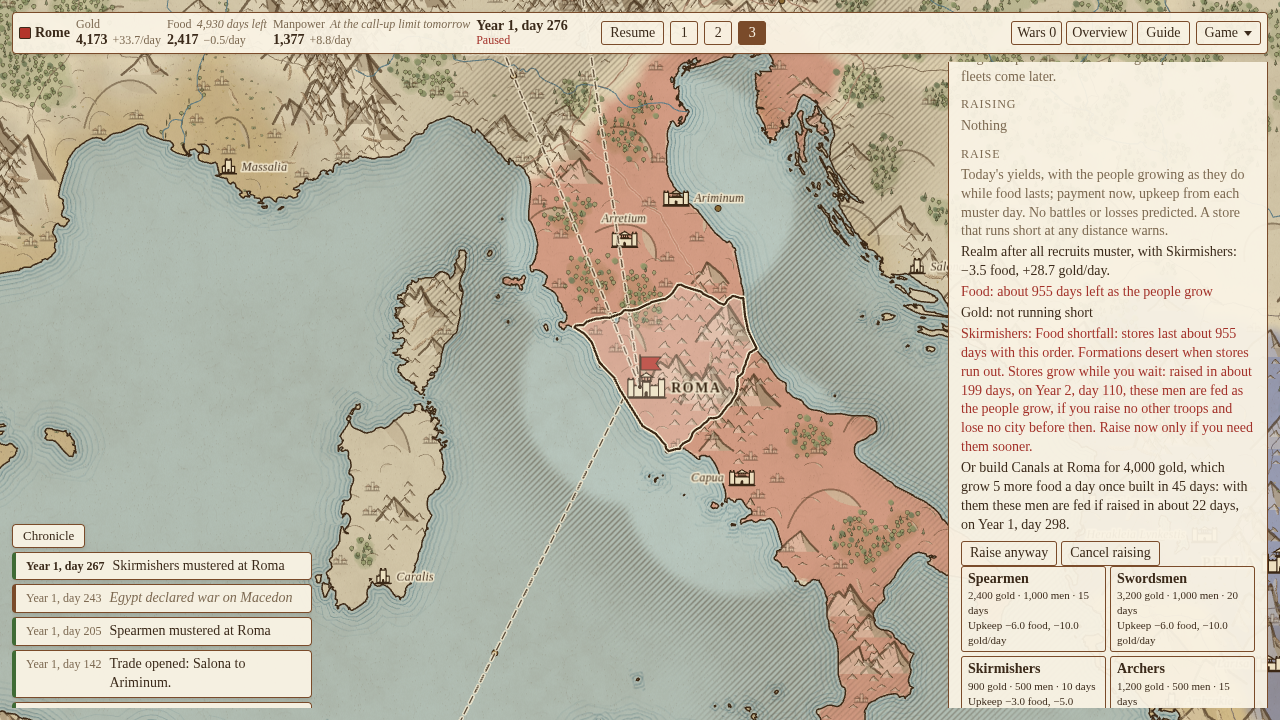 Rome
Gold
4,173 +33.7/day
Food 4,930 days left
2,417 −0.5/day
Manpower At the call-up limit tomorrow
1,377 +8.8/day
Year 1, day 276
Paused
Resume
1
2
3
Wars 0
Overview
Guide
Game
fleets come later.
RAISING
Nothing
RAISE
Today's yields, with the people growing as they do
while food lasts; payment now, upkeep from each
muster day. No battles or losses predicted. A store
that runs short at any distance warns.
Realm after all recruits muster, with Skirmishers:
−3.5 food, +28.7 gold/day.
Food: about 955 days left as the people grow
Gold: not running short
Skirmishers: Food shortfall: stores last about 955
days with this order. Formations desert when stores
run out. Stores grow while you wait: raised in about
199 days, on Year 2, day 110, these men are fed as
the people grow, if you raise no other troops and
lose no city before then. Raise now only if you need
them sooner.
Or build Canals at Roma for 4,000 gold, which
grow 5 more food a day once built in 45 days: with
them these men are fed if raised in about 22 days,
on Year 1, day 298.
Raise anyway
Cancel raising
Spearmen
2,400 gold · 1,000 men · 15
days
Upkeep −6.0 food, −10.0
gold/day
Swordsmen
3,200 gold · 1,000 men · 20
days
Upkeep −6.0 food, −10.0
gold/day
Skirmishers
900 gold · 500 men · 10 days
Upkeep −3.0 food, −5.0
Archers
1,200 gold · 500 men · 15
days
Massalia
Ariminum
Arretium
ROMA
Capua
Caralis
Chronicle
Year 1, day 267 Skirmishers mustered at Roma
Year 1, day 243 Egypt declared war on Macedon
Year 1, day 205 Spearmen mustered at Roma
Year 1, day 142 Trade opened: Salona to
Ariminum.